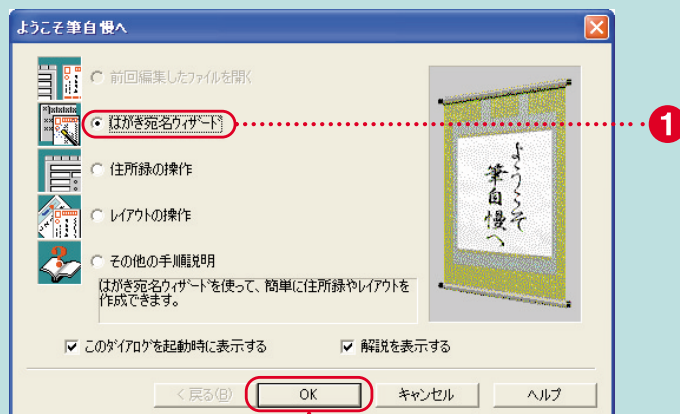 ようこそ筆自慢へ
前回編集したファイルを開く
はがき宛名ウィザード
1
住所録の操作
レイアウトの操作
その他の手順説明
はがき宛名ウィザードを使って、簡単に住所録やレイアウトを
作成できます。
ようこそ
筆自慢へ
このダイアログを起動時に表示する
解説を表示する
< 戻る(B)
OK
キャンセル
ヘルプ